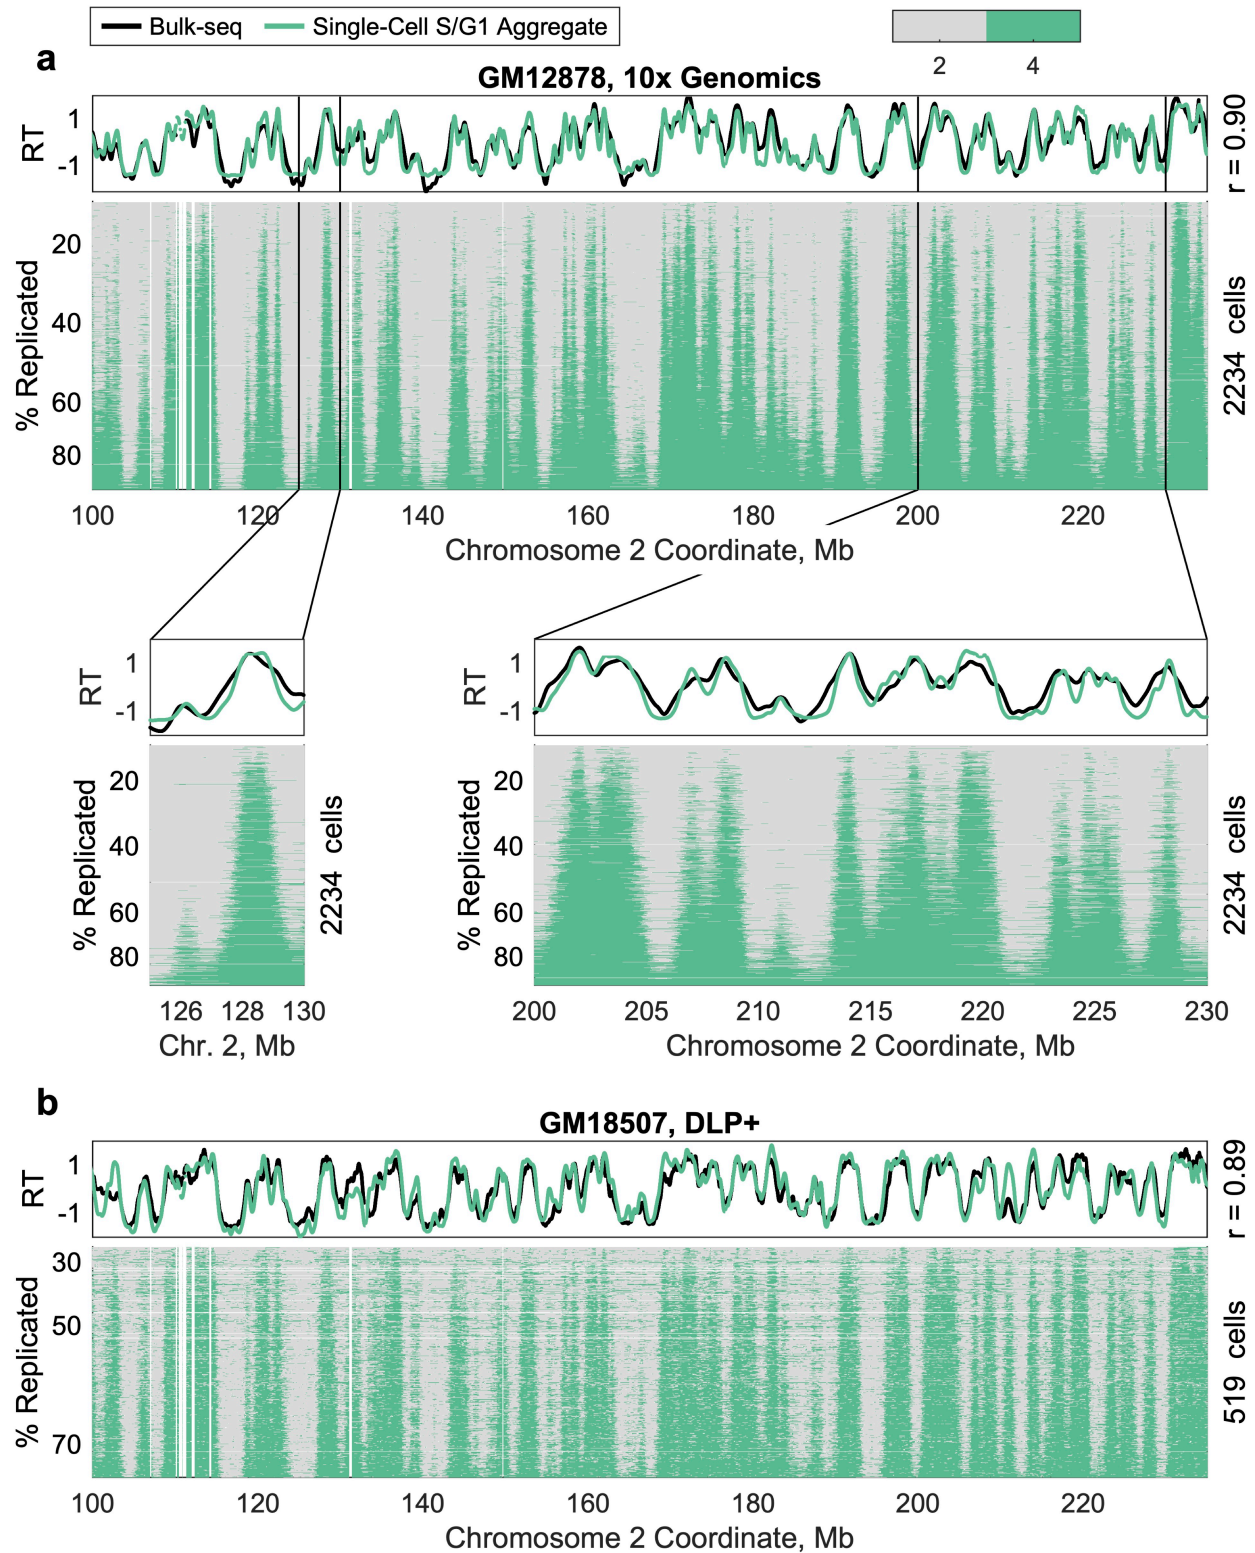 Bulk-seq Single-Cell S/G1 Aggregate
2 4
a
GM12878, 10x Genomics
RT
1
-1
r = 0.90
% Replicated
20
40
60
80
2234 cells
100 120 140 160 180 200 220
Chromosome 2 Coordinate, Mb
RT
1
-1
% Replicated
20
40
60
80
2234 cells
126 128 130
Chr. 2, Mb
RT
1
-1
% Replicated
20
40
60
80
2234 cells
200 205 210 215 220 225 230
Chromosome 2 Coordinate, Mb
b
GM18507, DLP+
RT
1
-1
r = 0.89
% Replicated
30
50
70
519 cells
100 120 140 160 180 200 220
Chromosome 2 Coordinate, Mb